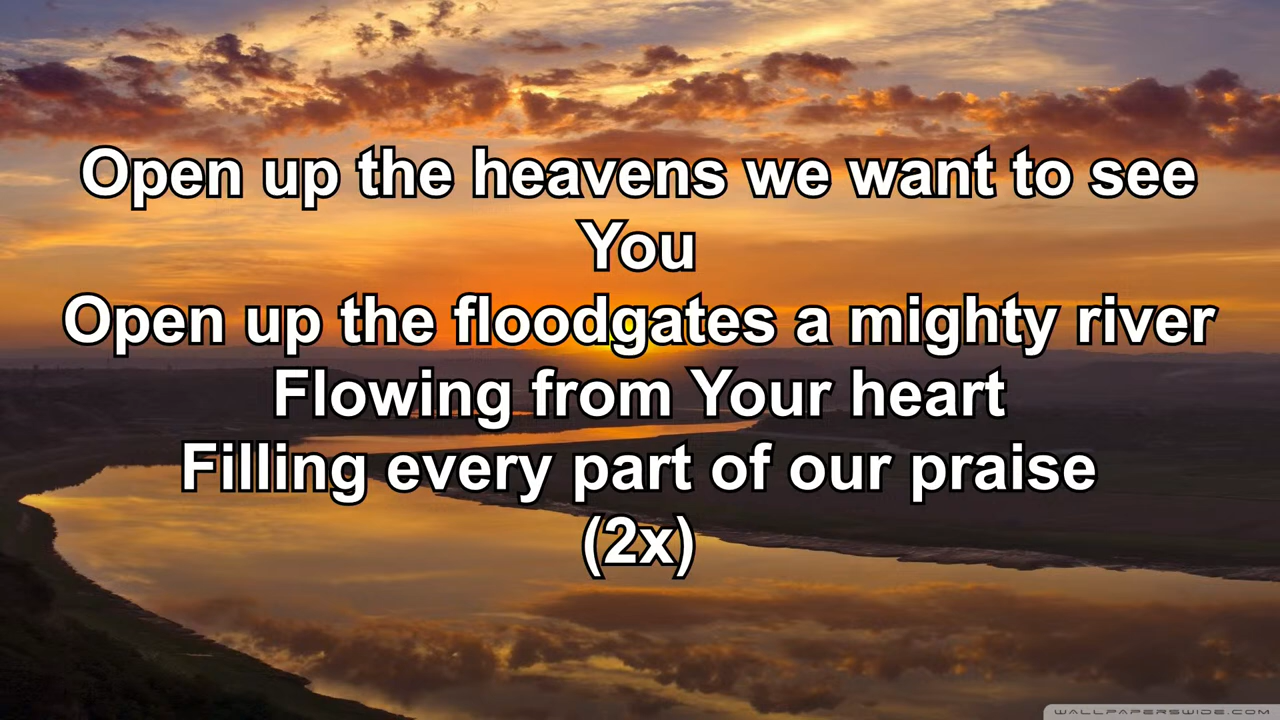 Open up the heavens we want to see
You
Open up the floodgates a mighty river
Flowing from Your heart
Filling every part of our praise
(2x)
WALLPAPERSWIDE.COM